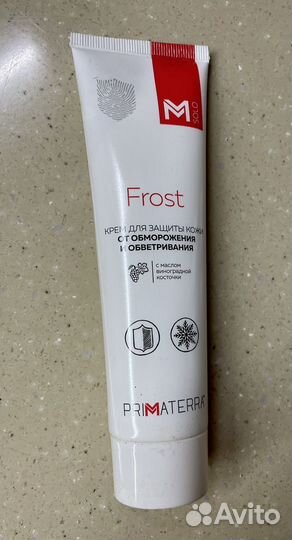 M
SOLO
Frost
КРЕМ ДЛЯ ЗАЩИТЫ КОЖИ
ОТ ОБМОРОЖЕНИЯ
И ОБВЕТРИВАНИЯ
с маслом
виноградной
косточки
PRIMATERRA
Avito